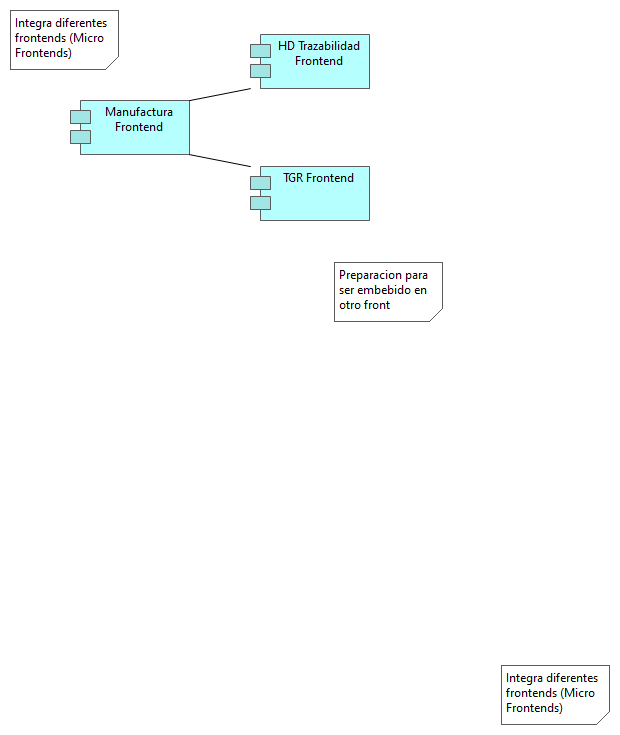 Integra diferentes
frontends (Micro
Frontends)
HD Trazabilidad
Frontend
Manufactura
Frontend
TGR Frontend
Preparacion para
ser embebido en
otro front
Integra diferentes
frontends (Micro
Frontends)